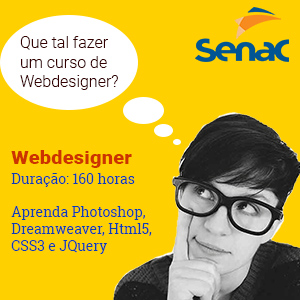 Que tal fazer
um curso de
Webdesigner?
Senac
Webdesigner
Duração: 160 horas
Aprenda Photoshop,
Dreamweaver, Html5,
CSS3 e JQuery